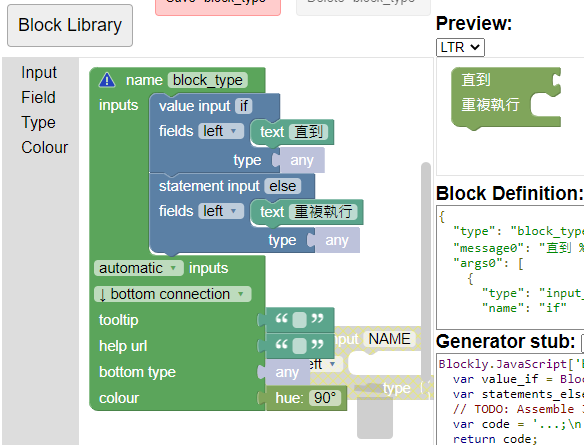 Save "block_type"
Delete "block_type"
Block Library
Preview:
LTR
Input
Field
Type
Colour
name block_type
inputs
value input if
fields left text 直到
type any
statement input else
fields left text 重複執行
type any
automatic inputs
↓ bottom connection
tooltip “ ”
help url “ ”
bottom type any
colour hue: 90°
put NAME
eft
type
直到
重複執行
Block Definition:
{
"type": "block_type
"message0": "直到 %
"args0": [
{
"type": "input_
"name": "if"
Generator stub:
Blockly.JavaScript['b
var value_if = Bloc
var statements_else
// TODO: Assemble
var code = '...;\n
return code;